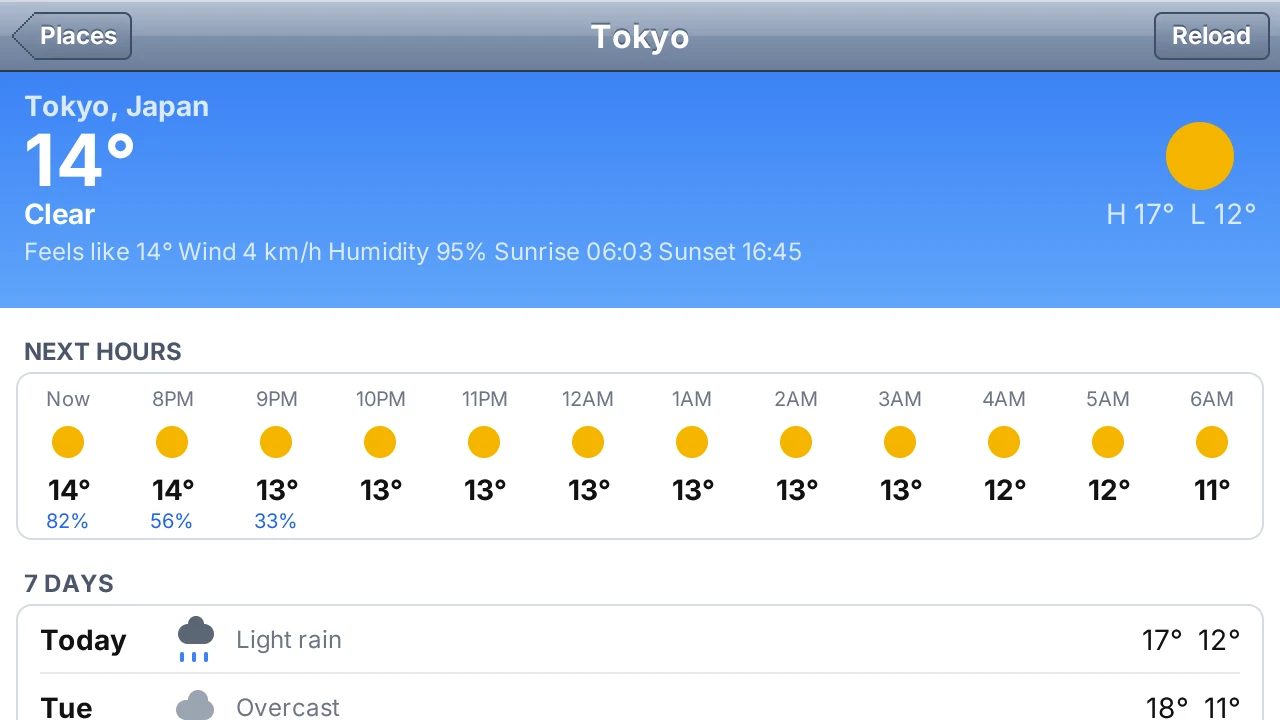 Places
Tokyo
Reload
Tokyo, Japan
14°
Clear
H 17° L 12°
Feels like 14° Wind 4 km/h Humidity 95% Sunrise 06:03 Sunset 16:45
NEXT HOURS
Now 8PM 9PM 10PM 11PM 12AM 1AM 2AM 3AM 4AM 5AM 6AM
14° 14° 13° 13° 13° 13° 13° 13° 13° 12° 12° 11°
82% 56% 33%
7 DAYS
Today Light rain 17° 12°
Tue Overcast 18° 11°